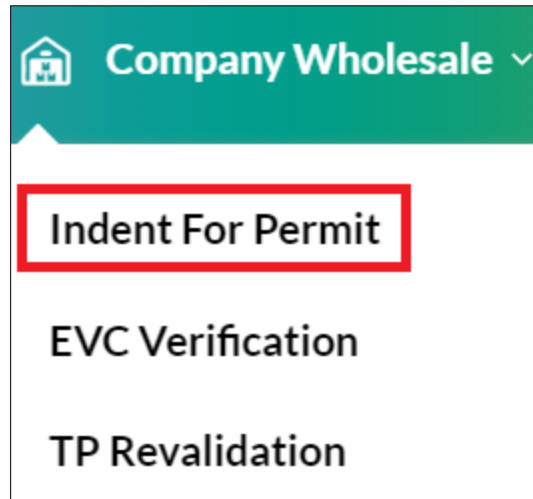 Company Wholesale
Indent For Permit
EVC Verification
TP Revalidation